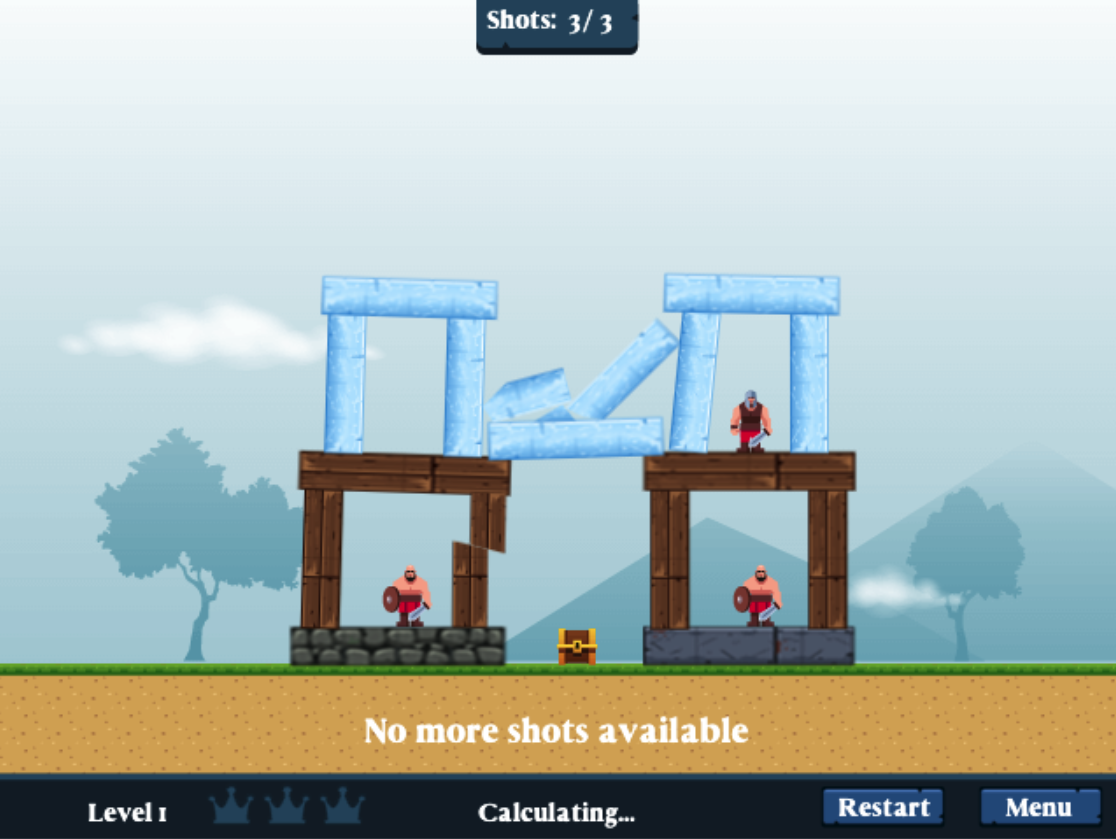 Shots: 3/ 3
No more shots available
Level 1
Calculating...
Restart
Menu